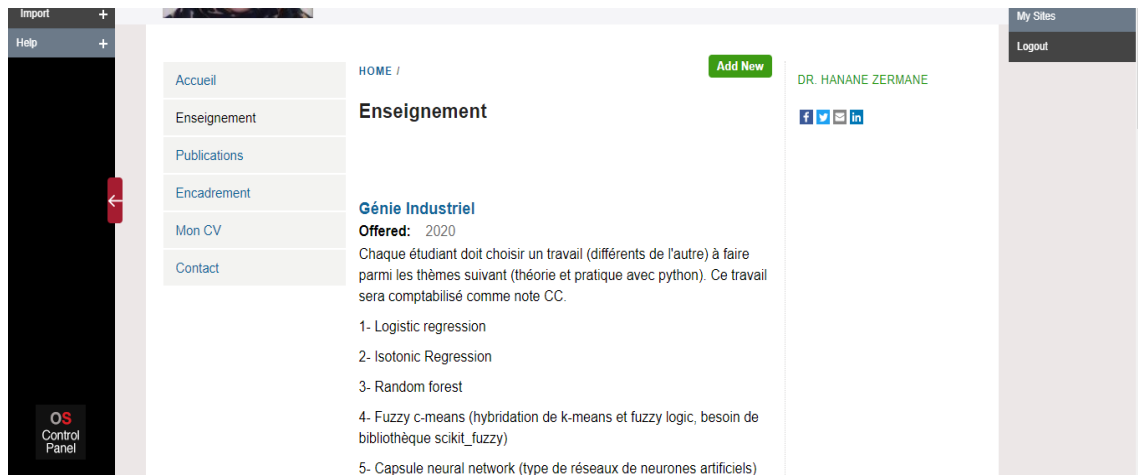 Import +
Help +
OS
Control
Panel
Accueil
Enseignement
Publications
Encadrement
Mon CV
Contact
HOME /
Add New
Enseignement
Génie Industriel
Offered: 2020
Chaque étudiant doit choisir un travail (différents de l'autre) à faire
parmi les thèmes suivant (théorie et pratique avec python). Ce travail
sera comptabilisé comme note CC.
1- Logistic regression
2- Isotonic Regression
3- Random forest
4- Fuzzy c-means (hybridation de k-means et fuzzy logic, besoin de
bibliothèque scikit_fuzzy)
5- Capsule neural network (type de réseaux de neurones artificiels)
DR. HANANE ZERMANE
f
in
My Sites
Logout